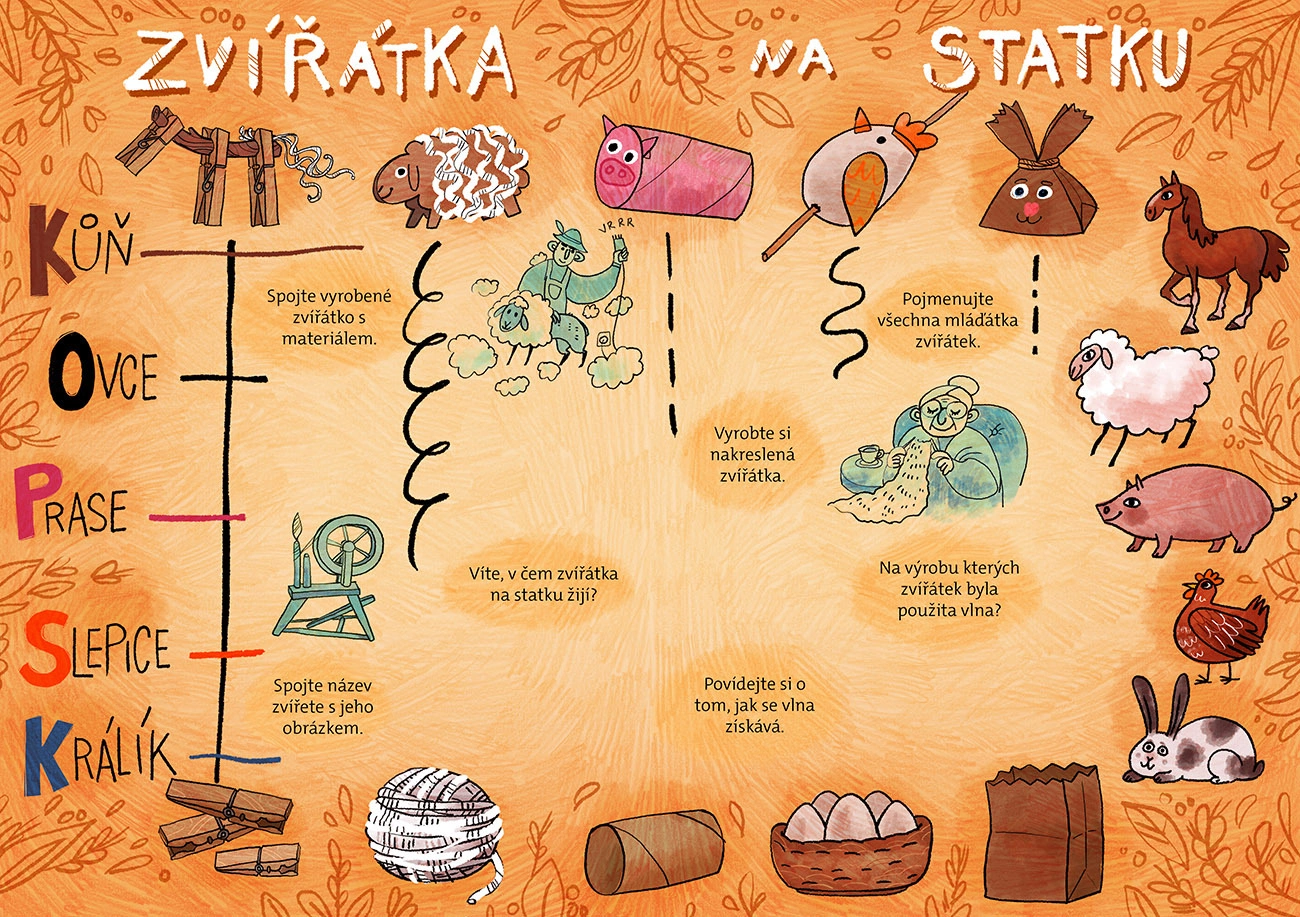 ZVÍŘÁTKA NA STATKU
VRRR
KŮŇ
Spojte vyrobené
zvířátko s
materiálem.
Pojmenujte
všechna mláďátka
zvířátek.
OVCE
Vyrobte si
nakreslená
zvířátka.
PRASE
Víte, v čem zvířátka
na statku žijí?
Na výrobu kterých
zvířátek byla
použita vlna?
SLEPICE
Spojte název
zvířete s jeho
obrázkem.
Povídejte si o
tom, jak se vlna
získává.
KRÁLÍK